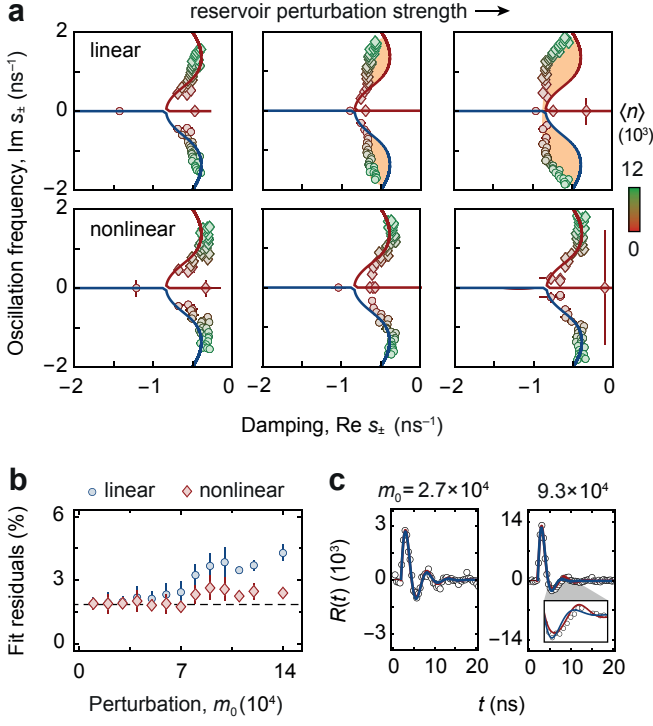 a
reservoir perturbation strength →
linear
nonlinear
2
0
−2
2
0
−2
Oscillation frequency, Im s± (ns⁻¹)
−2 −1 0 −2 −1 0 −2 −1 0
Damping, Re s± (ns⁻¹)
⟨n⟩
(10³)
12
0
b
linear nonlinear
Fit residuals (%)
6
3
0
0 7 14
Perturbation, m₀(10⁴)
c
m₀ = 2.7×10⁴ 9.3×10⁴
R(t) (10³)
3
0
−3
14
0
−14
0 10 20 0 10 20
t (ns)